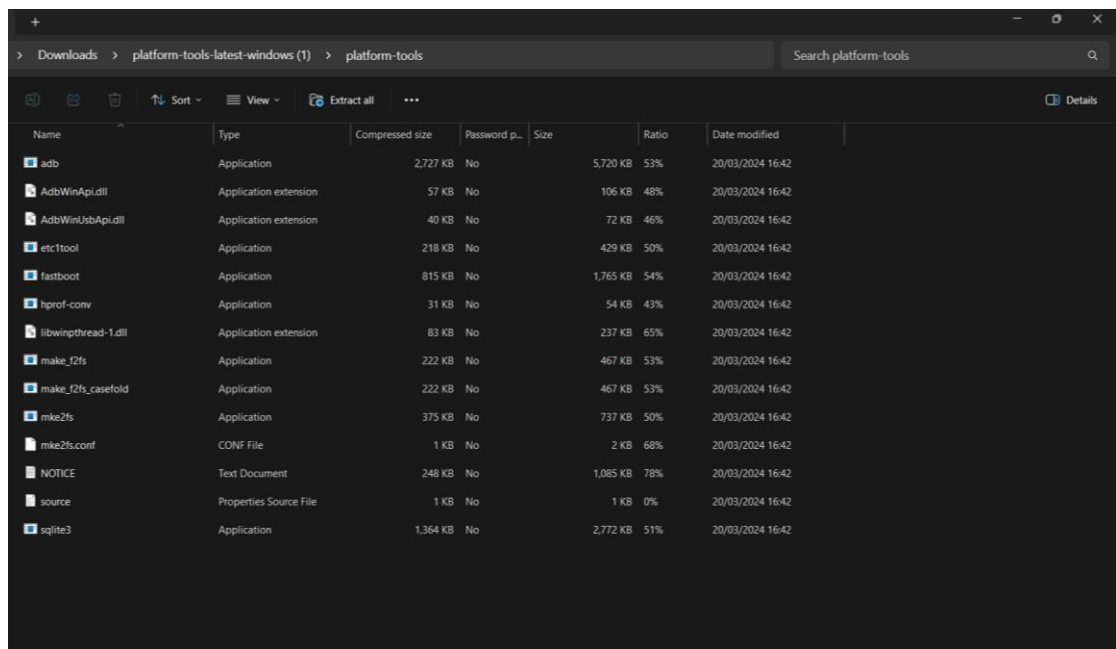 Downloads > platform-tools-latest-windows (1) > platform-tools
Search platform-tools
Sort View Extract all Details
Name Type Compressed size Password p... Size Ratio Date modified
adb Application 2,727 KB No 5,720 KB 53% 20/03/2024 16:42
AdbWinApi.dll Application extension 57 KB No 106 KB 48% 20/03/2024 16:42
AdbWinUsbApi.dll Application extension 40 KB No 72 KB 46% 20/03/2024 16:42
etc1tool Application 218 KB No 429 KB 50% 20/03/2024 16:42
fastboot Application 815 KB No 1,765 KB 54% 20/03/2024 16:42
hprof-conv Application 31 KB No 54 KB 43% 20/03/2024 16:42
libwinpthread-1.dll Application extension 83 KB No 237 KB 65% 20/03/2024 16:42
make_f2fs Application 222 KB No 467 KB 53% 20/03/2024 16:42
make_f2fs_casefold Application 222 KB No 467 KB 53% 20/03/2024 16:42
mke2fs Application 375 KB No 737 KB 50% 20/03/2024 16:42
mke2fs.conf CONF File 1 KB No 2 KB 68% 20/03/2024 16:42
NOTICE Text Document 248 KB No 1,085 KB 78% 20/03/2024 16:42
source Properties Source File 1 KB No 1 KB 0% 20/03/2024 16:42
sqlite3 Application 1,364 KB No 2,772 KB 51% 20/03/2024 16:42